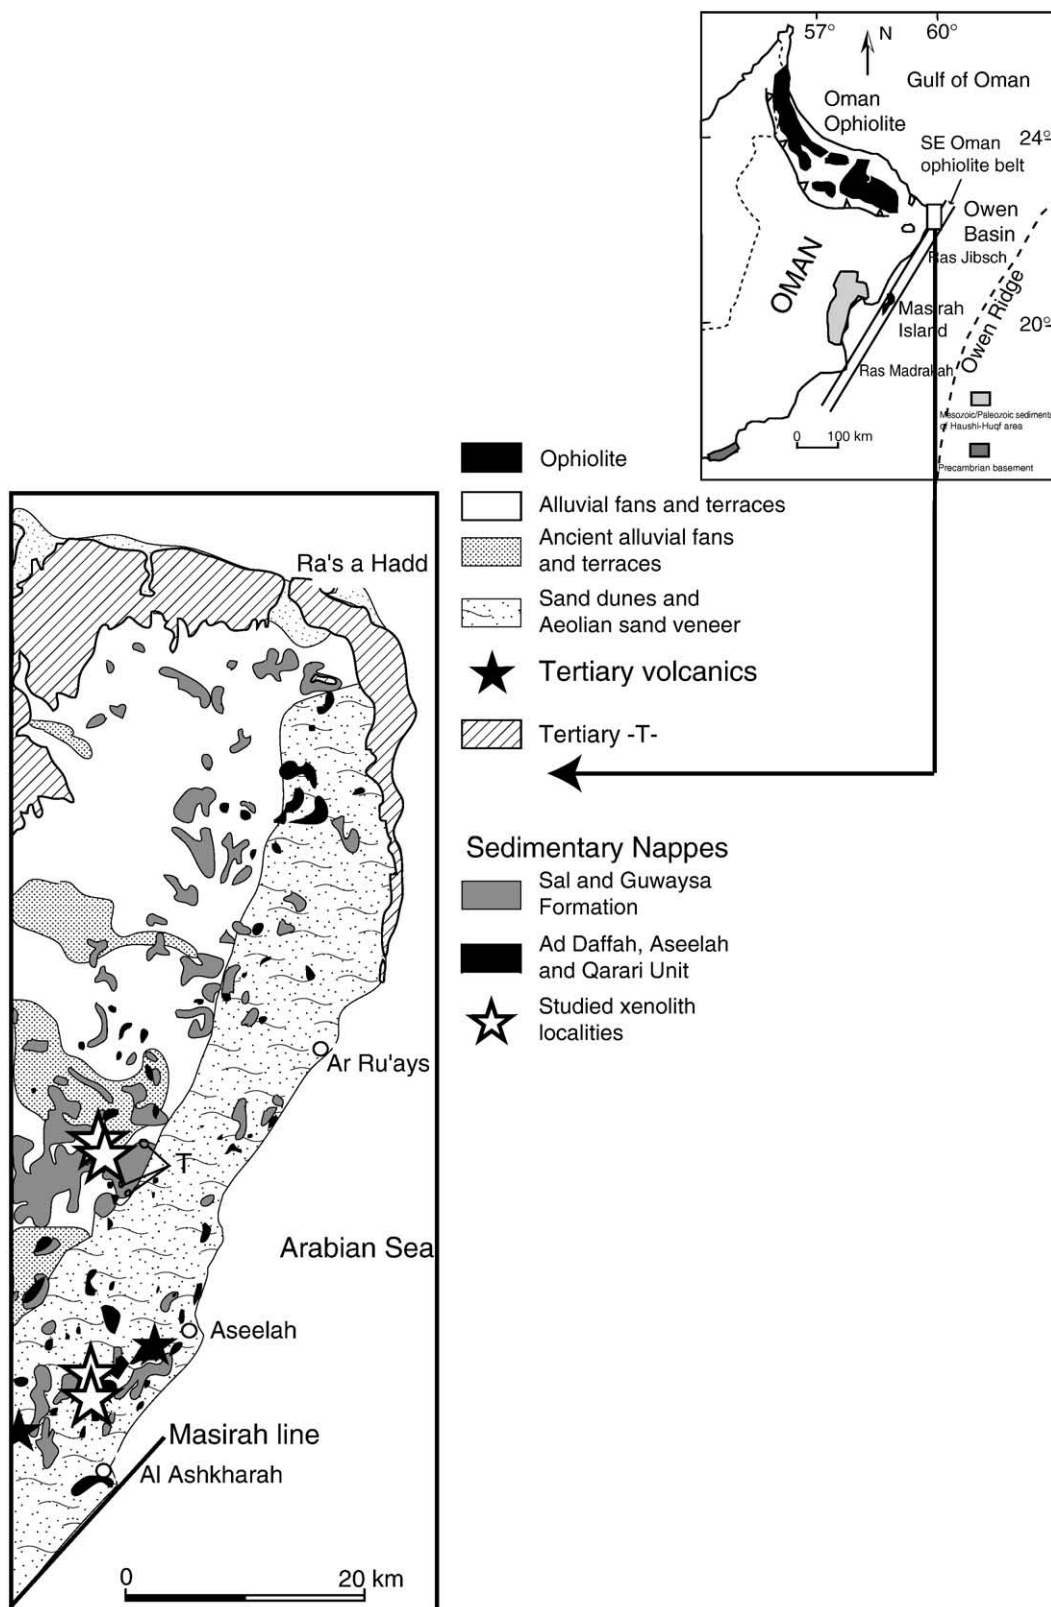 57° N 60°
Gulf of Oman
Oman
Ophiolite
24°
SE Oman
ophiolite belt
Owen
Basin
Ras Jibsch
OMAN
Masirah
Island
20°
Owen Ridge
Ras Madrakah
Mesozoic/Paleozoic sediments
of Haushi-Huqf area
0 100 km
Precambrian basement
Ophiolite
Alluvial fans and terraces
Ancient alluvial fans
and terraces
Sand dunes and
Aeolian sand veneer
Tertiary volcanics
Tertiary -T-
Sedimentary Nappes
Sal and Guwaysa
Formation
Ad Daffah, Aseelah
and Qarari Unit
Studied xenolith
localities
Ra's a Hadd
Ar Ru'ays
T
Arabian Sea
Aseelah
Masirah line
Al Ashkharah
0 20 km